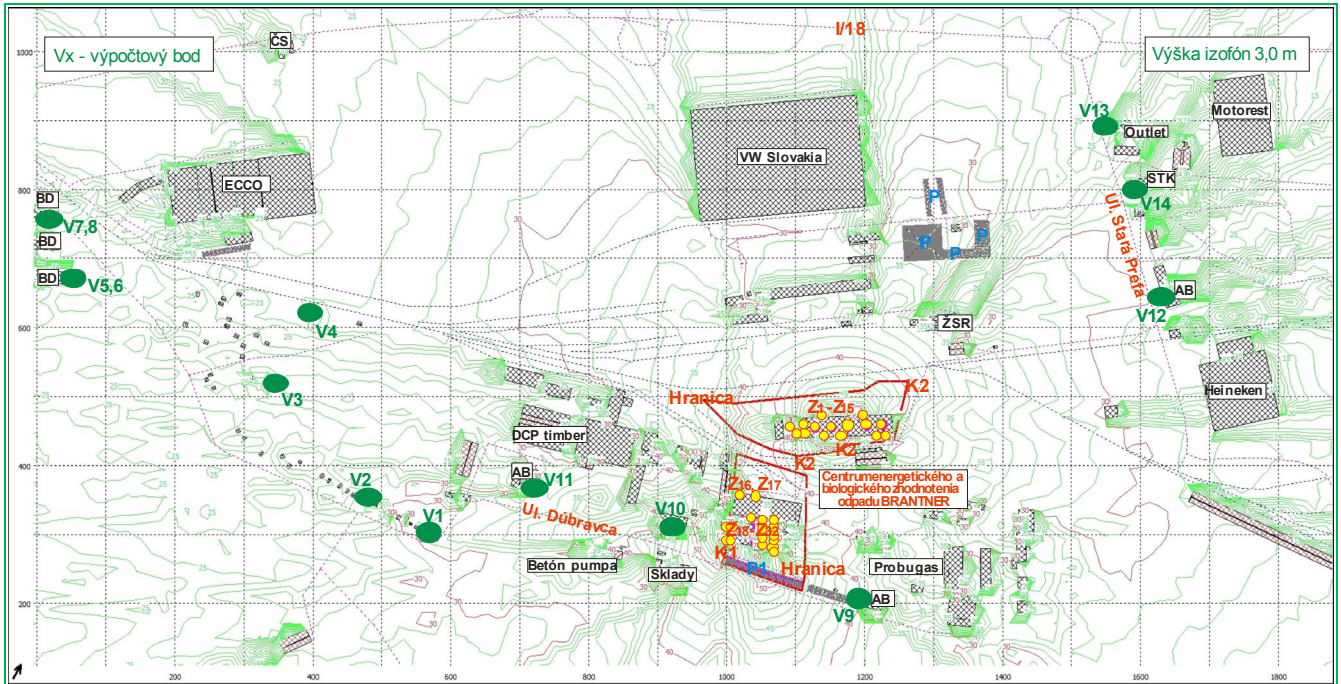 I/18
ČS
1000
Vx - výpočtový bod
Výška izofón 3,0 m
V13
Motorest
Outlet
VW Slovakia
STK
ECCO
800
BD
V14
P
V7,8
Ul. Stará Prefa
BD
P
P
P
BD
V5,6
AB
V12
V4
ŽSR
600
V3
Hranica
K2
Heineken
Z1-Z15
DCP timber
K2
K2
400
AB
V11
V2
Z16, Z17
Centrumenergetického a
biologického zhodnotenia
odpadu BRANTNER
Ul. Dúbravca
V10
V1
K1
P1
Hranica
Betón pumpa
Sklady
Probugas
200
AB
V9
200
400
600
800
1000
1200
1400
1600
1800